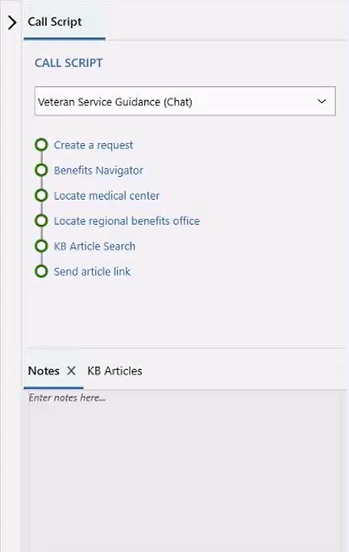 Call Script
CALL SCRIPT
Veteran Service Guidance (Chat)
Create a request
Benefits Navigator
Locate medical center
Locate regional benefits office
KB Article Search
Send article link
Notes X KB Articles
Enter notes here...